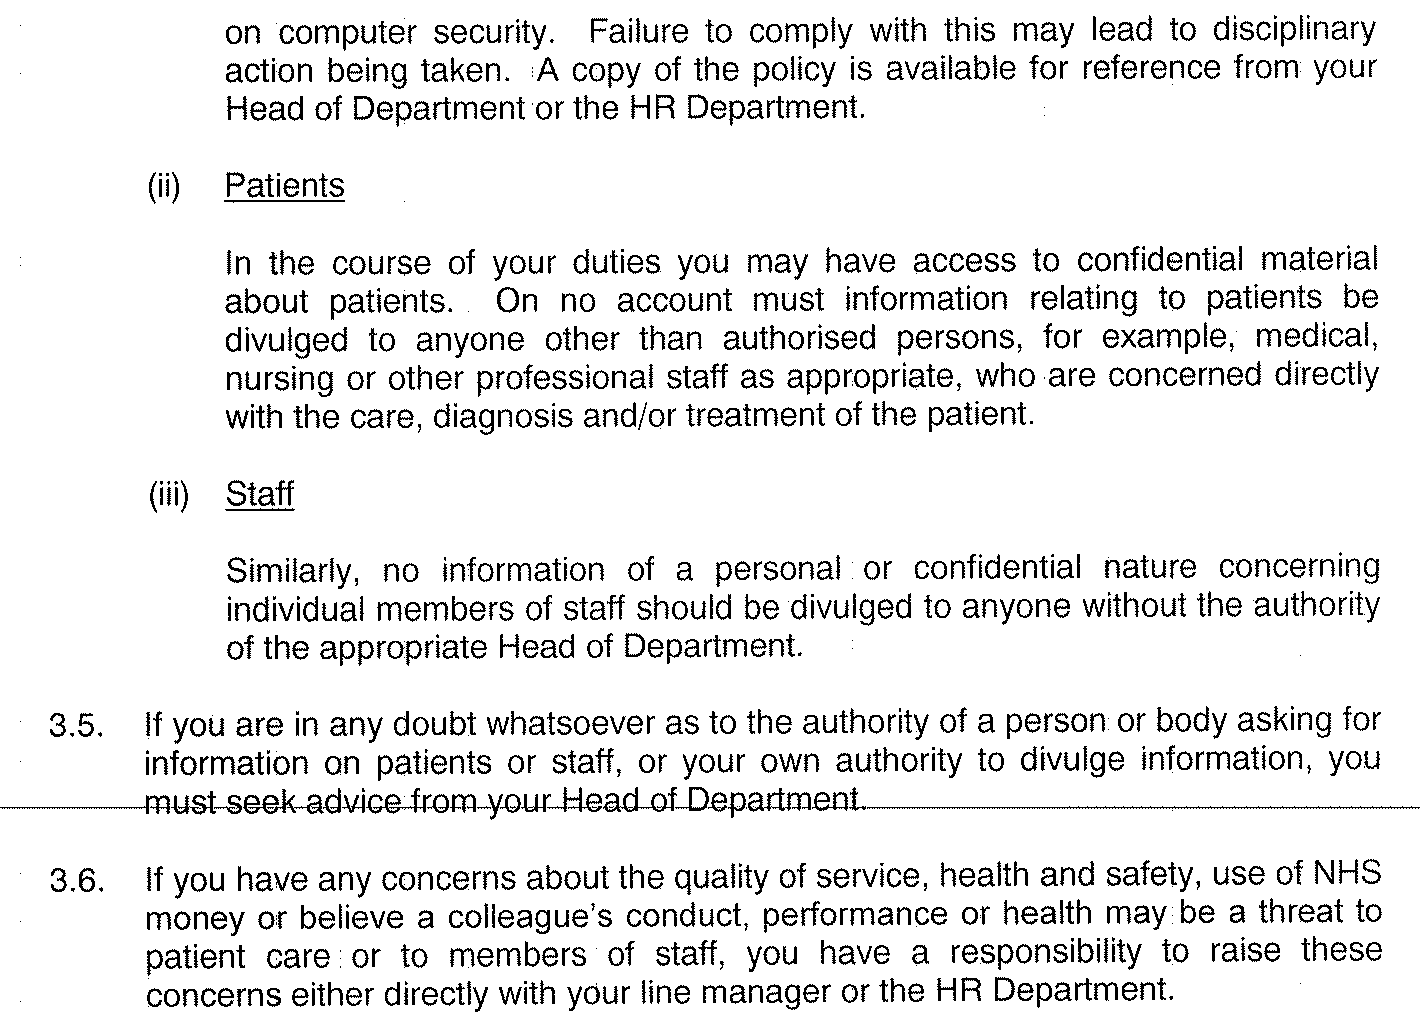 on computer security. Failure to comply with this may lead to disciplinary
action being taken. A copy of the policy is available for reference from your
Head of Department or the HR Department.
(ii) Patients
In the course of your duties you may have access to confidential material
about patients. On no account must information relating to patients be
divulged to anyone other than authorised persons, for example, medical,
nursing or other professional staff as appropriate, who are concerned directly
with the care, diagnosis and/or treatment of the patient.
(iii) Staff
Similarly, no information of a personal or confidential nature concerning
individual members of staff should be divulged to anyone without the authority
of the appropriate Head of Department.
3.5. If you are in any doubt whatsoever as to the authority of a person or body asking for
information on patients or staff, or your own authority to divulge information, you
must seek advice from your Head of Department.
3.6. If you have any concerns about the quality of service, health and safety, use of NHS
money or believe a colleague's conduct, performance or health may be a threat to
patient care or to members of staff, you have a responsibility to raise these
concerns either directly with your line manager or the HR Department.